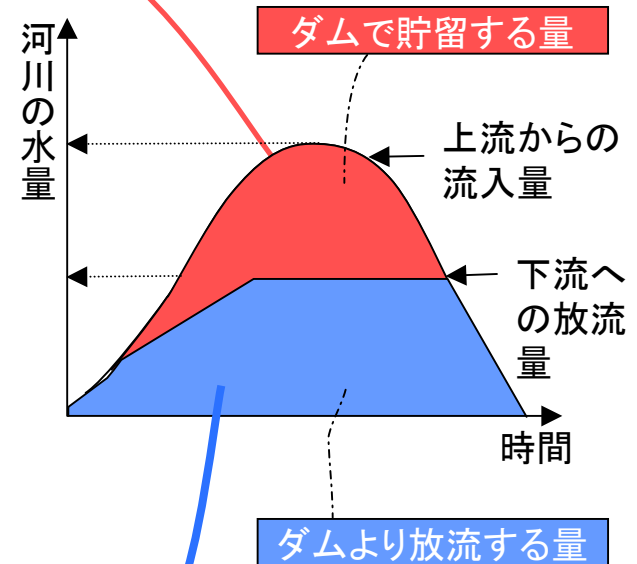 ダムで貯留する量
河川の水量
上流からの
流入量
下流へ
の放流
量
時間
ダムより放流する量